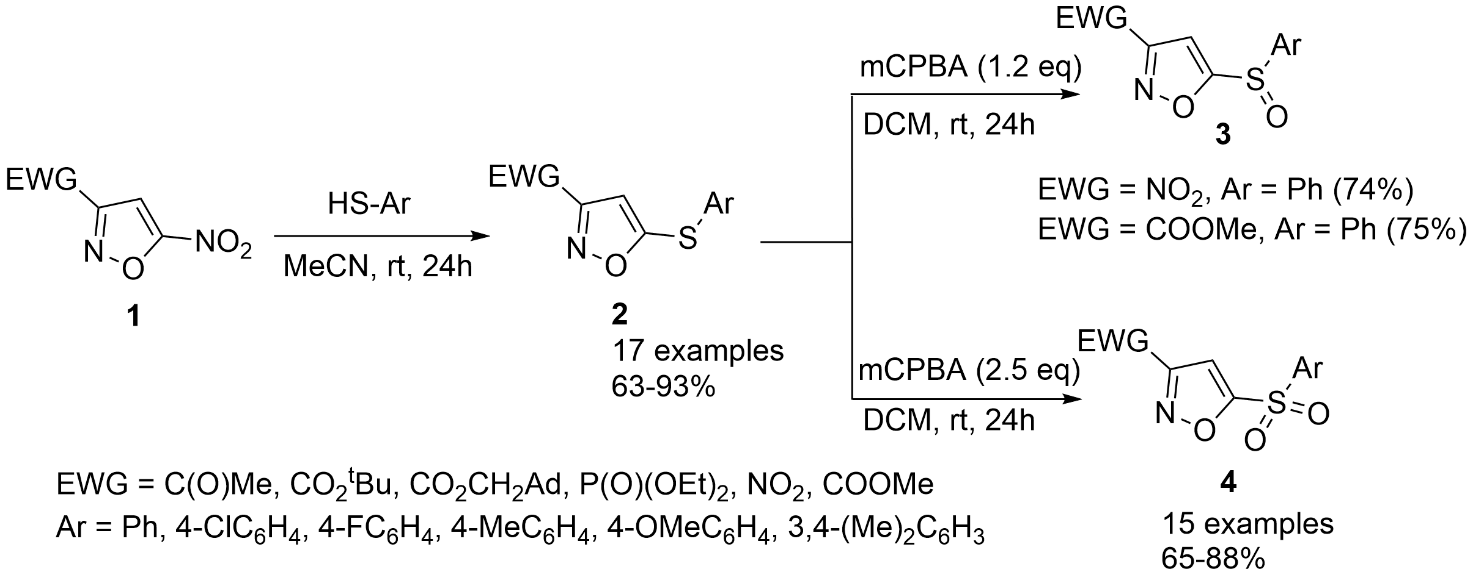 EWG
N
O
NO₂
1
HS-Ar
MeCN, rt, 24h
EWG
N
O
S
Ar
2
17 examples
63-93%
mCPBA (1.2 eq)
DCM, rt, 24h
EWG
N
O
S
Ar
O
3
EWG = NO₂, Ar = Ph (74%)
EWG = COOMe, Ar = Ph (75%)
mCPBA (2.5 eq)
DCM, rt, 24h
EWG
N
O
S
Ar
O
O
4
15 examples
65-88%
EWG = C(O)Me, CO₂ᵗBu, CO₂CH₂Ad, P(O)(OEt)₂, NO₂, COOMe
Ar = Ph, 4-ClC₆H₄, 4-FC₆H₄, 4-MeC₆H₄, 4-OMeC₆H₄, 3,4-(Me)₂C₆H₃